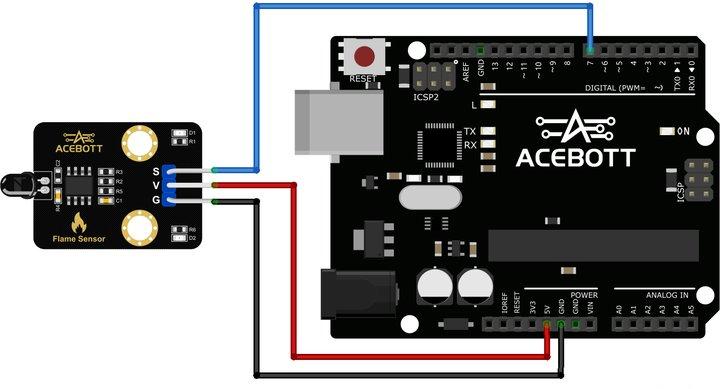 ACEBOTT
C2
R4
R3
R2
R5
C1
D1
R1
S
V
G
R6
D2
Flame Sensor
RESET
ICSP2
AREF
GND
13
12
~11
~10
~9
8
7
~6
~5
4
~3
2
TX0 ▶ 1
RX0 ◀ 0
DIGITAL (PWM= ~)
L
TX
RX
ON
ACEBOTT
ICSP
POWER
ANALOG IN
IOREF
RESET
3V3
5V
GND
GND
VIN
A0
A1
A2
A3
A4
A5